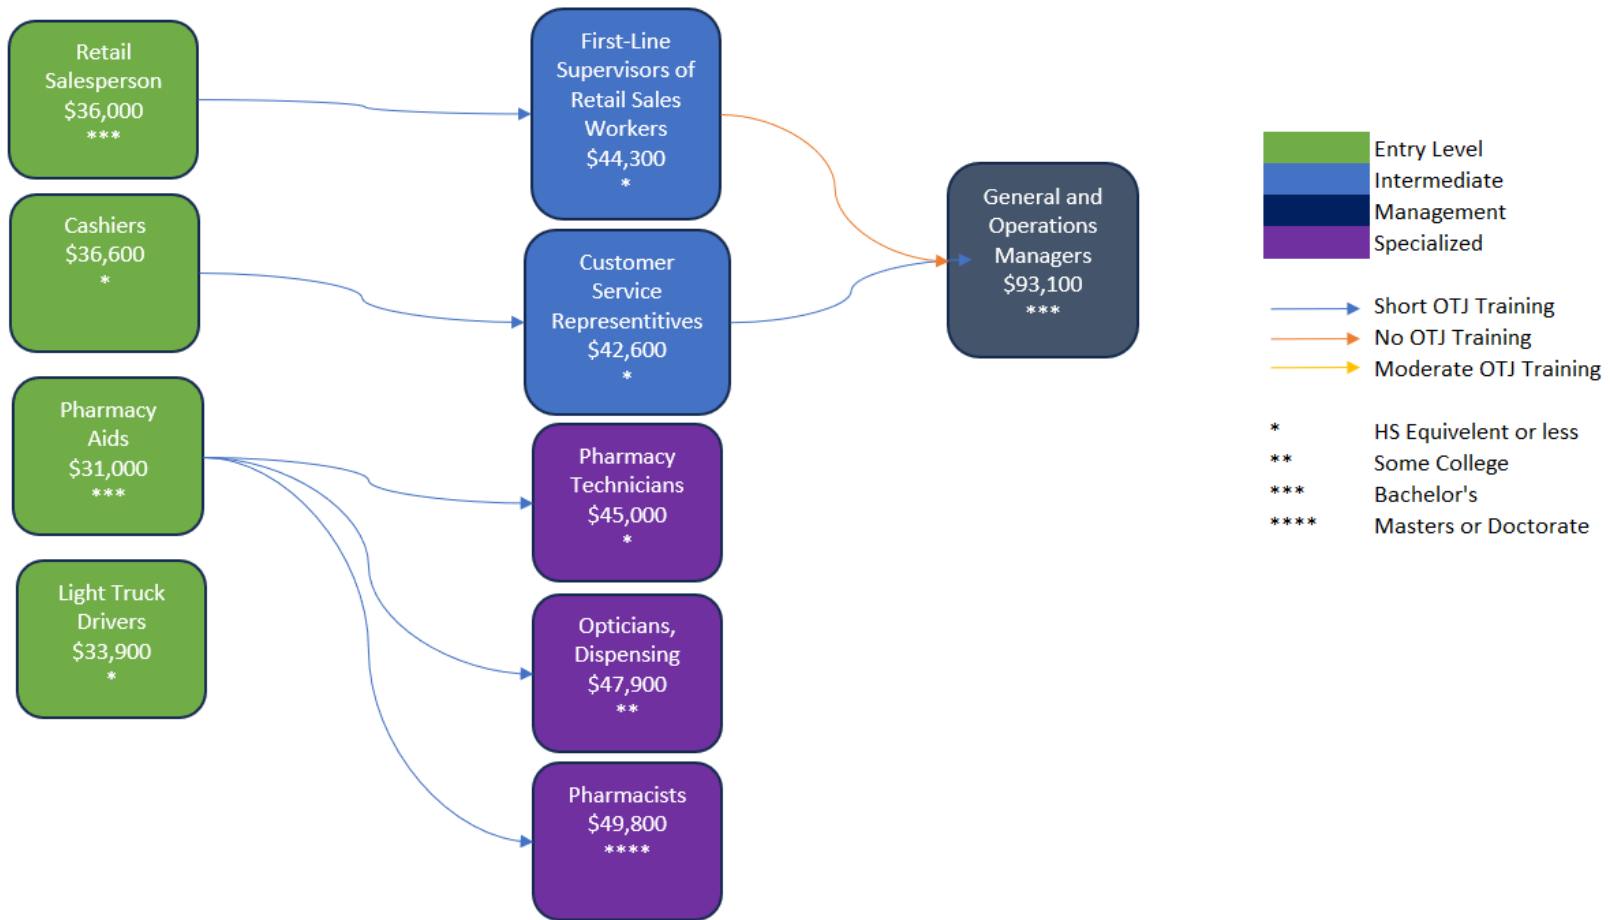 Retail
Salesperson
$36,000
***
Cashiers
$36,600
*
Pharmacy
Aids
$31,000
***
Light Truck
Drivers
$33,900
*
First-Line
Supervisors of
Retail Sales
Workers
$44,300
*
Customer
Service
Representitives
$42,600
*
Pharmacy
Technicians
$45,000
*
Opticians,
Dispensing
$47,900
**
Pharmacists
$49,800
****
General and
Operations
Managers
$93,100
***
Entry Level
Intermediate
Management
Specialized
Short OTJ Training
No OTJ Training
Moderate OTJ Training
* HS Equivelent or less
** Some College
*** Bachelor's
**** Masters or Doctorate